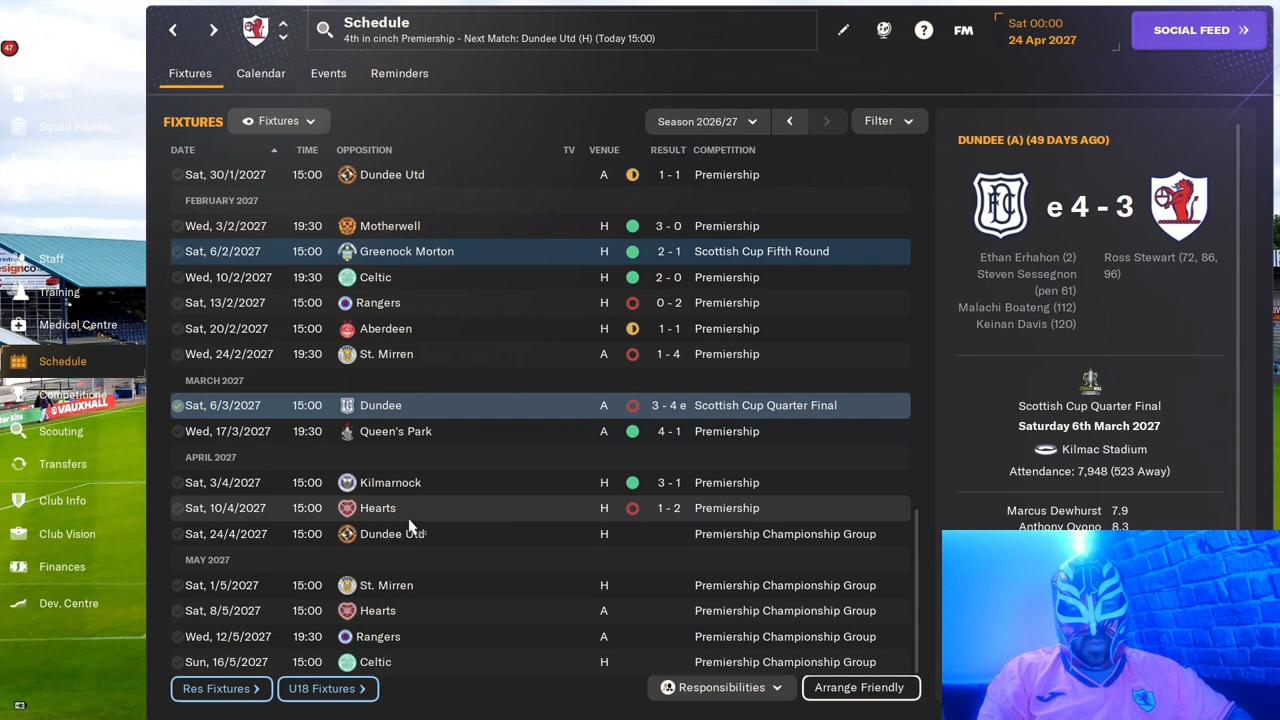 Schedule
4th in cinch Premiership - Next Match: Dundee Utd (H) (Today 15:00)
FM
Sat 00:00
24 Apr 2027
SOCIAL FEED
47
Squad
Squad Planner
Staff
Training
Medical Centre
Schedule
Competitions
Scouting
Transfers
Club Info
Club Vision
Finances
Dev. Centre
Fixtures Calendar Events Reminders
FIXTURES Fixtures Season 2026/27 Filter
DATE TIME OPPOSITION TV VENUE RESULT COMPETITION
Sat, 30/1/2027 15:00 Dundee Utd A 1 - 1 Premiership
FEBRUARY 2027
Wed, 3/2/2027 19:30 Motherwell H 3 - 0 Premiership
Sat, 6/2/2027 15:00 Greenock Morton H 2 - 1 Scottish Cup Fifth Round
Wed, 10/2/2027 19:30 Celtic H 2 - 0 Premiership
Sat, 13/2/2027 15:00 Rangers H 0 - 2 Premiership
Sat, 20/2/2027 15:00 Aberdeen H 1 - 1 Premiership
Wed, 24/2/2027 19:30 St. Mirren A 1 - 4 Premiership
MARCH 2027
Sat, 6/3/2027 15:00 Dundee A 3 - 4 e Scottish Cup Quarter Final
Wed, 17/3/2027 19:30 Queen's Park A 4 - 1 Premiership
APRIL 2027
Sat, 3/4/2027 15:00 Kilmarnock H 3 - 1 Premiership
Sat, 10/4/2027 15:00 Hearts H 1 - 2 Premiership
Sat, 24/4/2027 15:00 Dundee Utd H Premiership Championship Group
MAY 2027
Sat, 1/5/2027 15:00 St. Mirren H Premiership Championship Group
Sat, 8/5/2027 15:00 Hearts A Premiership Championship Group
Wed, 12/5/2027 19:30 Rangers A Premiership Championship Group
Sun, 16/5/2027 15:00 Celtic H Premiership Championship Group
Res Fixtures U18 Fixtures Responsibilities Arrange Friendly
DUNDEE (A) (49 DAYS AGO)
e 4 - 3
Ethan Erhahon (2)
Steven Sessegnon
(pen 61)
Malachi Boateng (112)
Keinan Davis (120)
Ross Stewart (72, 86,
96)
Scottish Cup Quarter Final
Saturday 6th March 2027
Kilmac Stadium
Attendance: 7,948 (523 Away)
Marcus Dewhurst 7.9
Anthony Oyono 8.3
VAUXHALL